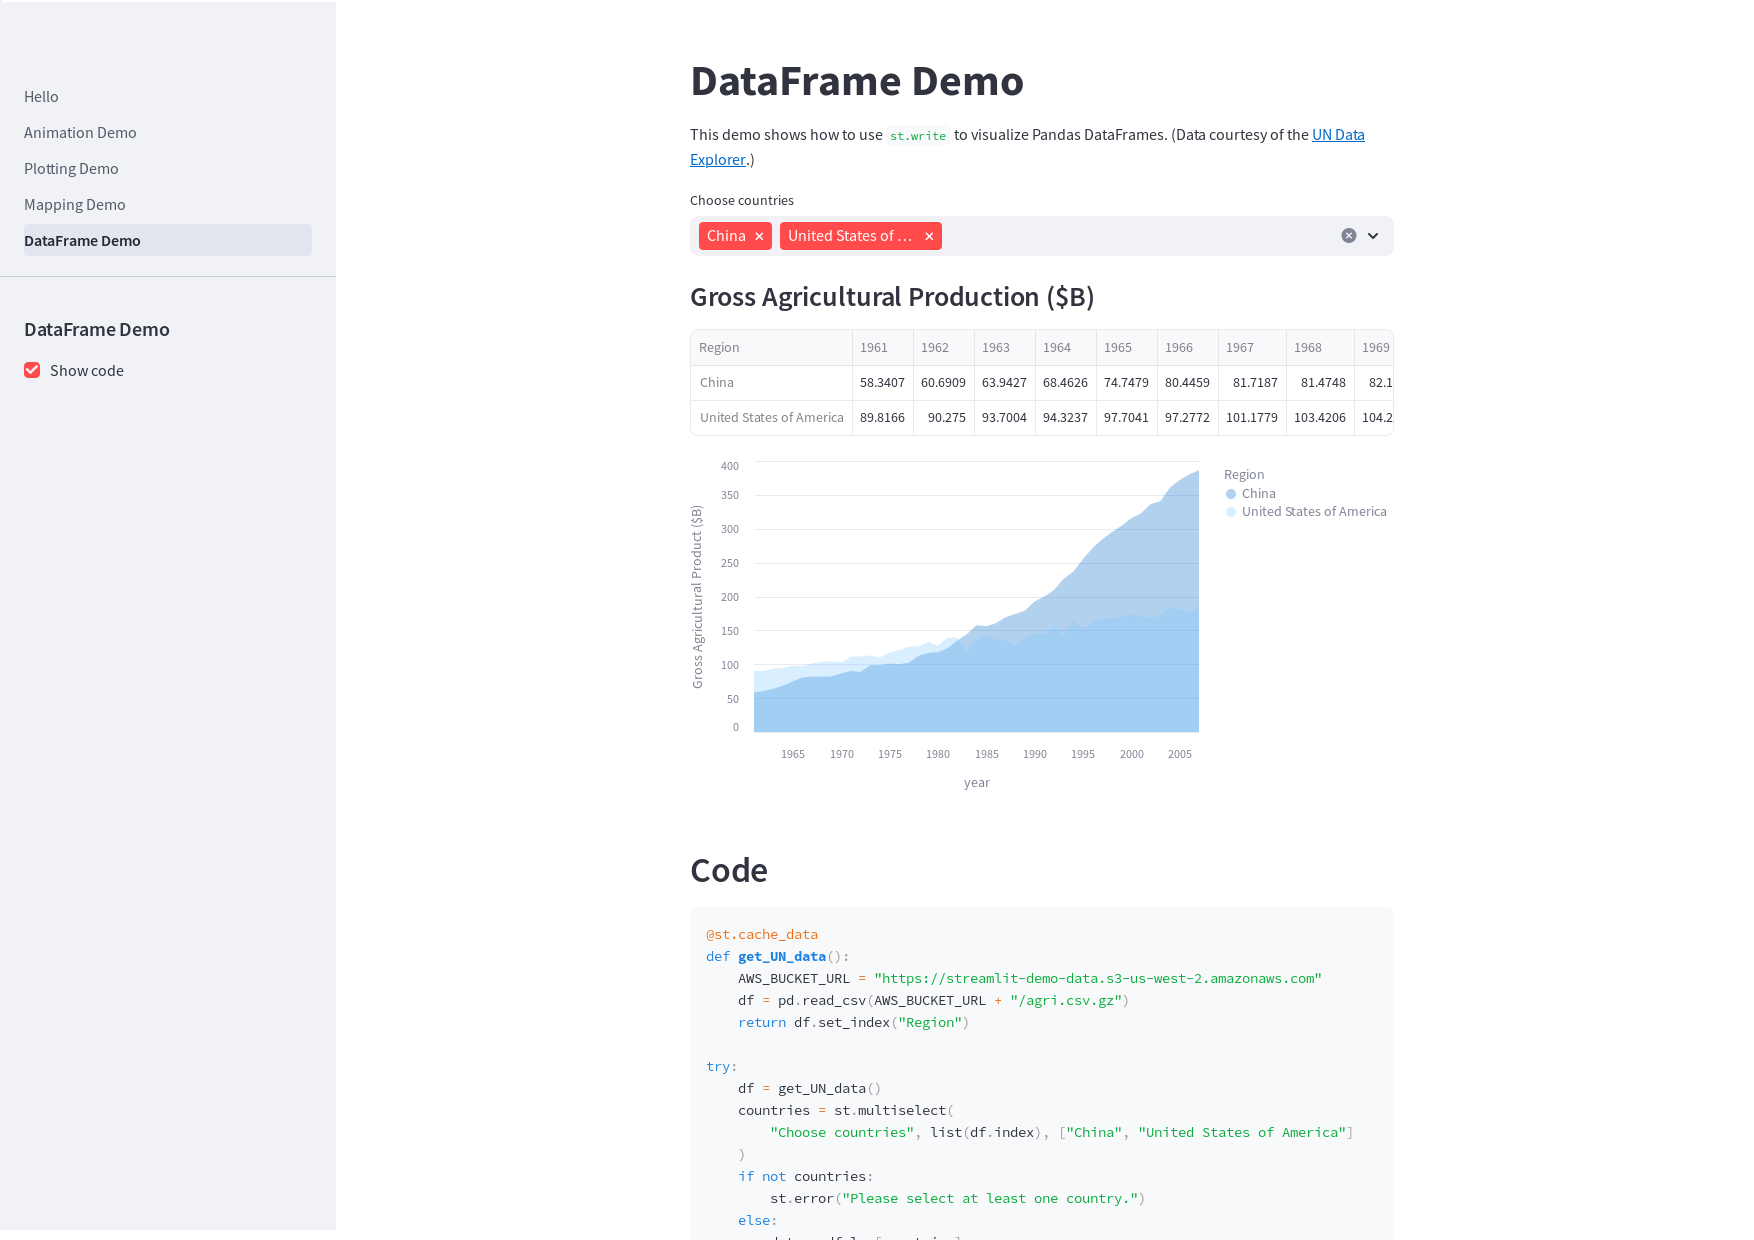 Hello
Animation Demo
Plotting Demo
Mapping Demo
DataFrame Demo
DataFrame Demo
Show code
DataFrame Demo
This demo shows how to use st.write to visualize Pandas DataFrames. (Data courtesy of the UN Data
Explorer.)
Choose countries
China × United States of … ×
Gross Agricultural Production ($B)
Region 1961 1962 1963 1964 1965 1966 1967 1968 1969
China 58.3407 60.6909 63.9427 68.4626 74.7479 80.4459 81.7187 81.4748 82.1
United States of America 89.8166 90.275 93.7004 94.3237 97.7041 97.2772 101.1779 103.4206 104.2
Gross Agricultural Product ($B)
400
350
300
250
200
150
100
50
0
1965 1970 1975 1980 1985 1990 1995 2000 2005
year
Region
China
United States of America
Code
@st.cache_data
def get_UN_data():
    AWS_BUCKET_URL = "https://streamlit-demo-data.s3-us-west-2.amazonaws.com"
    df = pd.read_csv(AWS_BUCKET_URL + "/agri.csv.gz")
    return df.set_index("Region")
try:
    df = get_UN_data()
    countries = st.multiselect(
        "Choose countries", list(df.index), ["China", "United States of America"]
    )
    if not countries:
        st.error("Please select at least one country.")
    else: